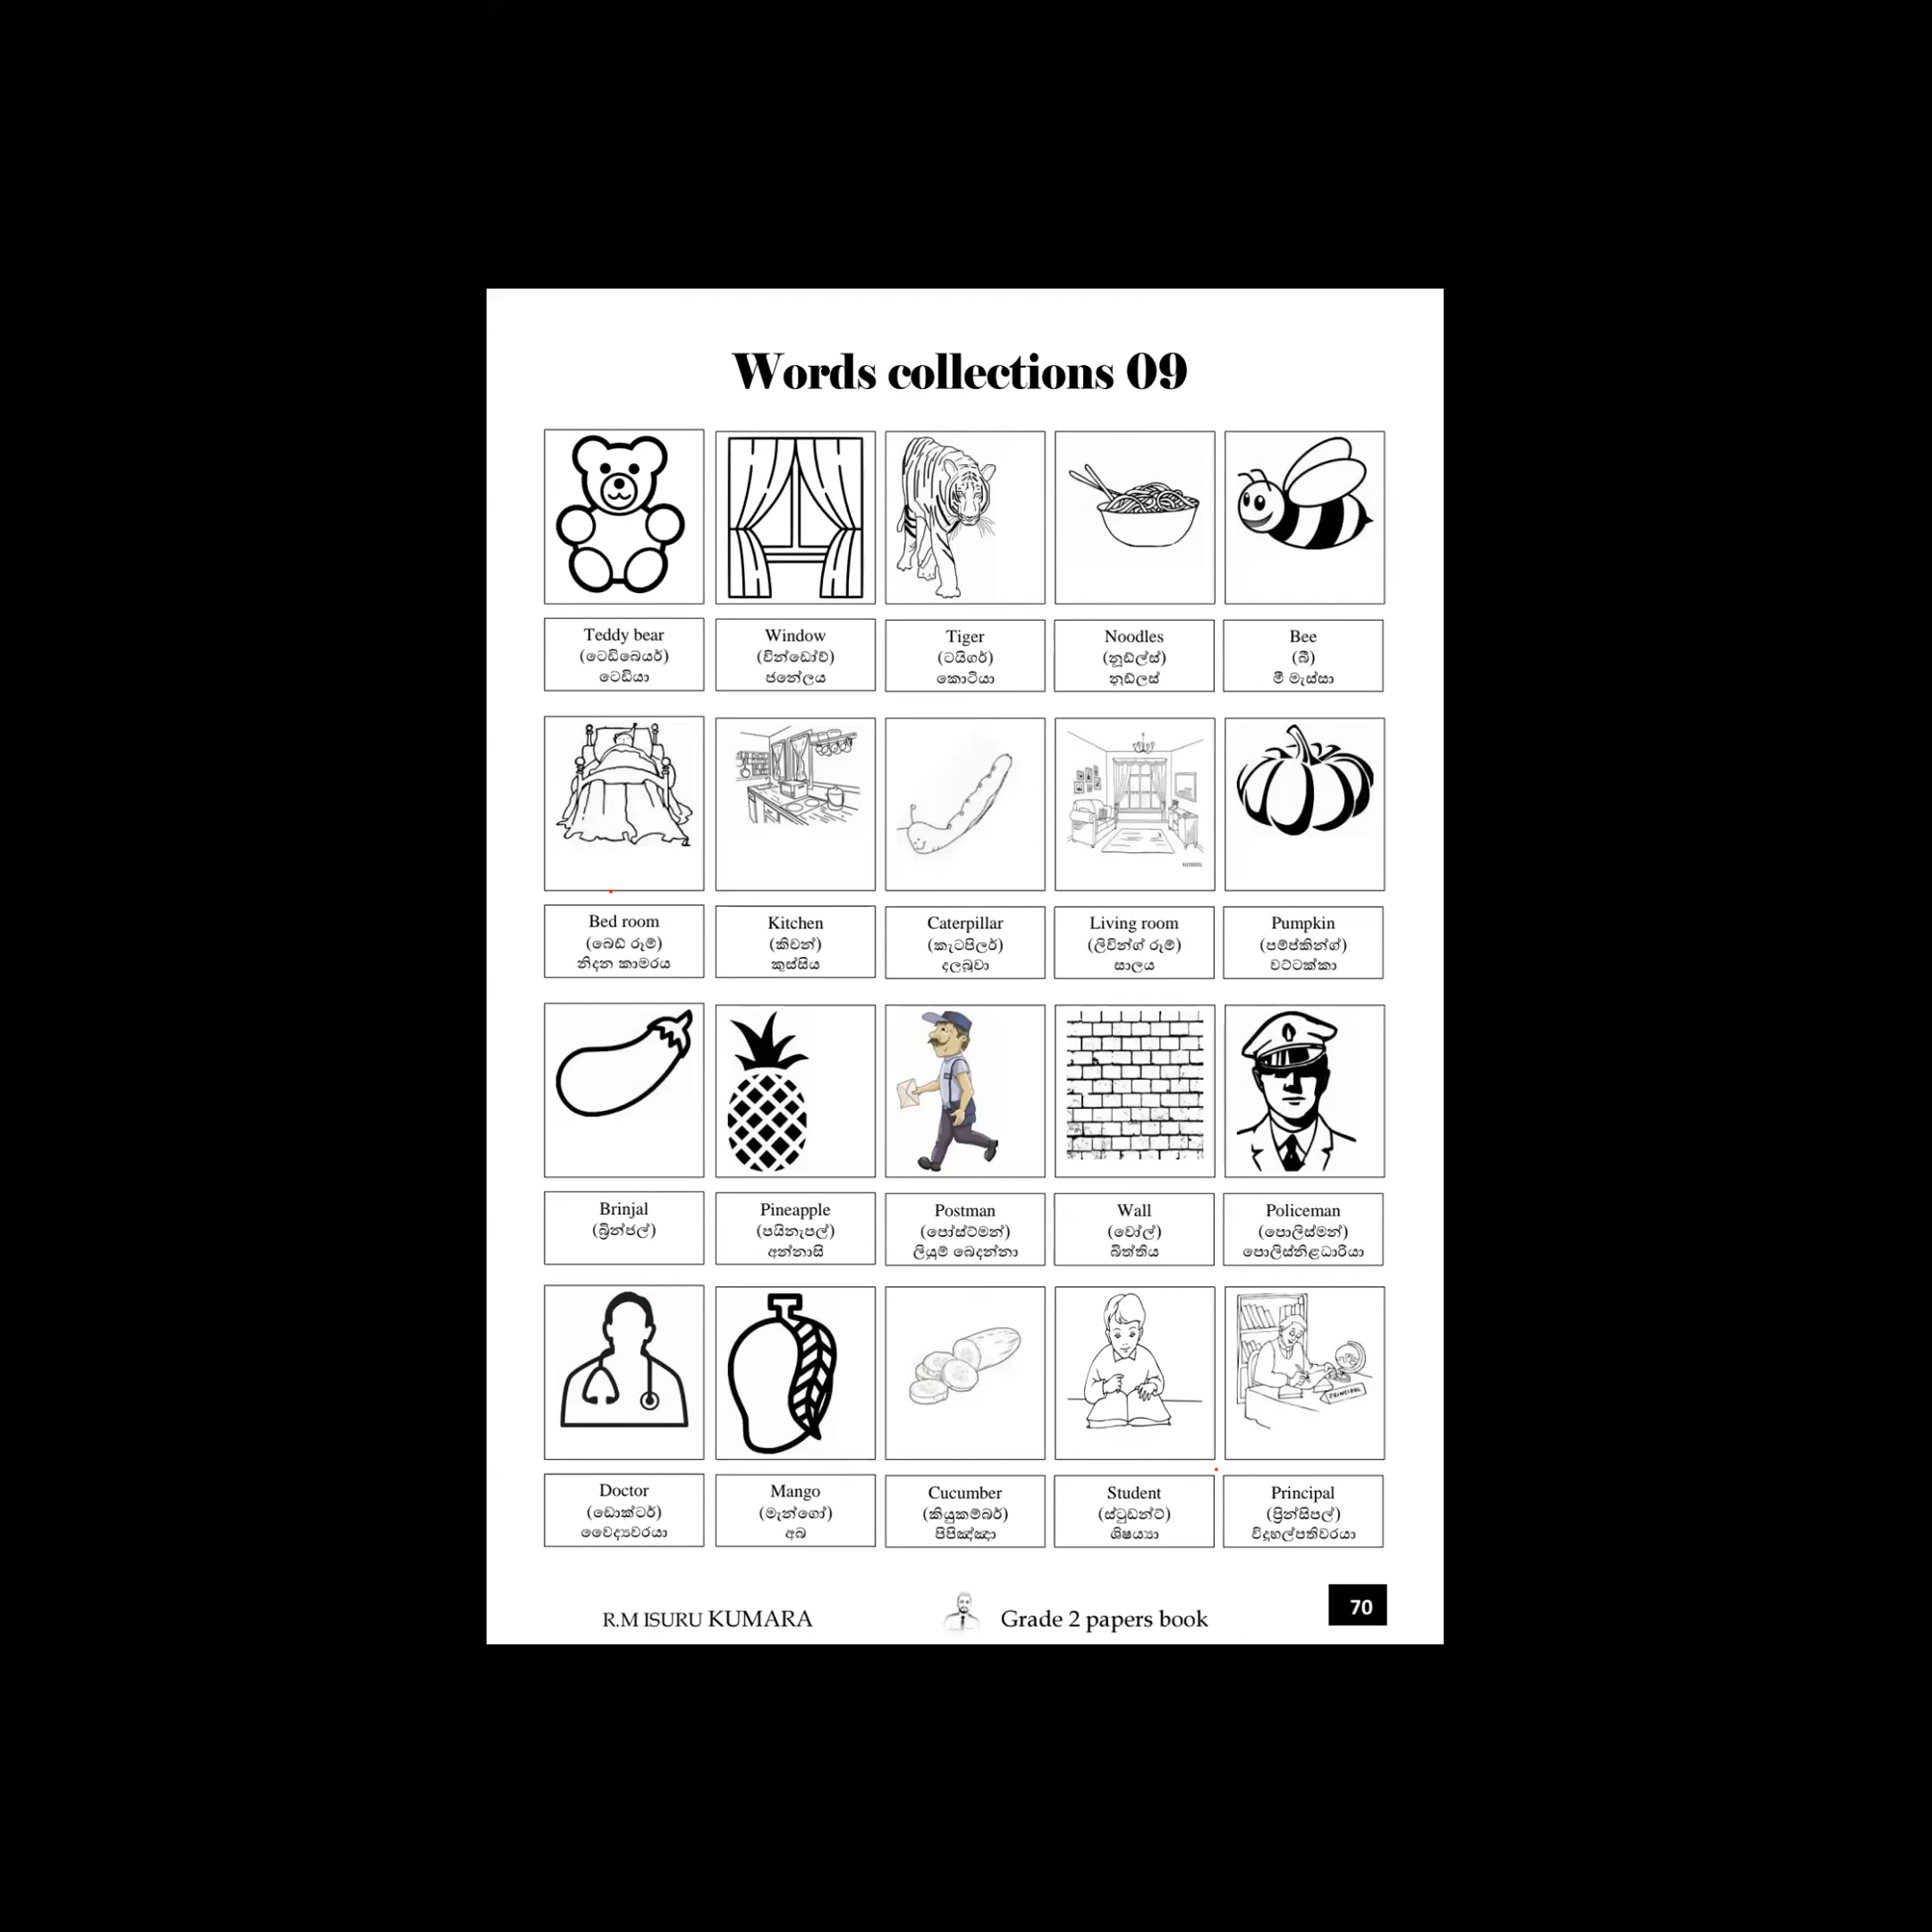 Words collections 09
Teddy bear
(ටෙඩිබෙයර්)
ටෙඩියා
Window
(වින්ඩෝව්)
ජනේලය
Tiger
(ටයිගර්)
කොටියා
Noodles
(නූඩ්ල්ස්)
නූඩ්ලස්
Bee
(බී)
මී මැස්සා
Bed room
(බෙඩ් රූම්)
නිදන කාමරය
Kitchen
(කිචන්)
කුස්සිය
Caterpillar
(කැටපිලර්)
දලඹුවා
Living room
(ලිවින්ග් රූම්)
සාලය
Pumpkin
(පම්ප්කින්ග්)
වට්ටක්කා
Brinjal
(බ්‍රින්ජල්)
Pineapple
(පයිනැපල්)
අන්නාසි
Postman
(පෝස්ට්මන්)
ලියුම් බෙදන්නා
Wall
(වෝල්)
බිත්තිය
Policeman
(පොලිස්මන්)
පොලිස්නිළධාරියා
PRINCIPAL
Doctor
(ඩොක්ටර්)
වෛද්‍යවරයා
Mango
(මැන්ගෝ)
අඹ
Cucumber
(කියුකම්බර්)
පිපිඤ්ඤා
Student
(ස්ටුඩන්ට්)
ශිෂය්‍යා
Principal
(ප්‍රින්සිපල්)
විදුහල්පතිවරයා
R.M ISURU KUMARA
Grade 2 papers book
70